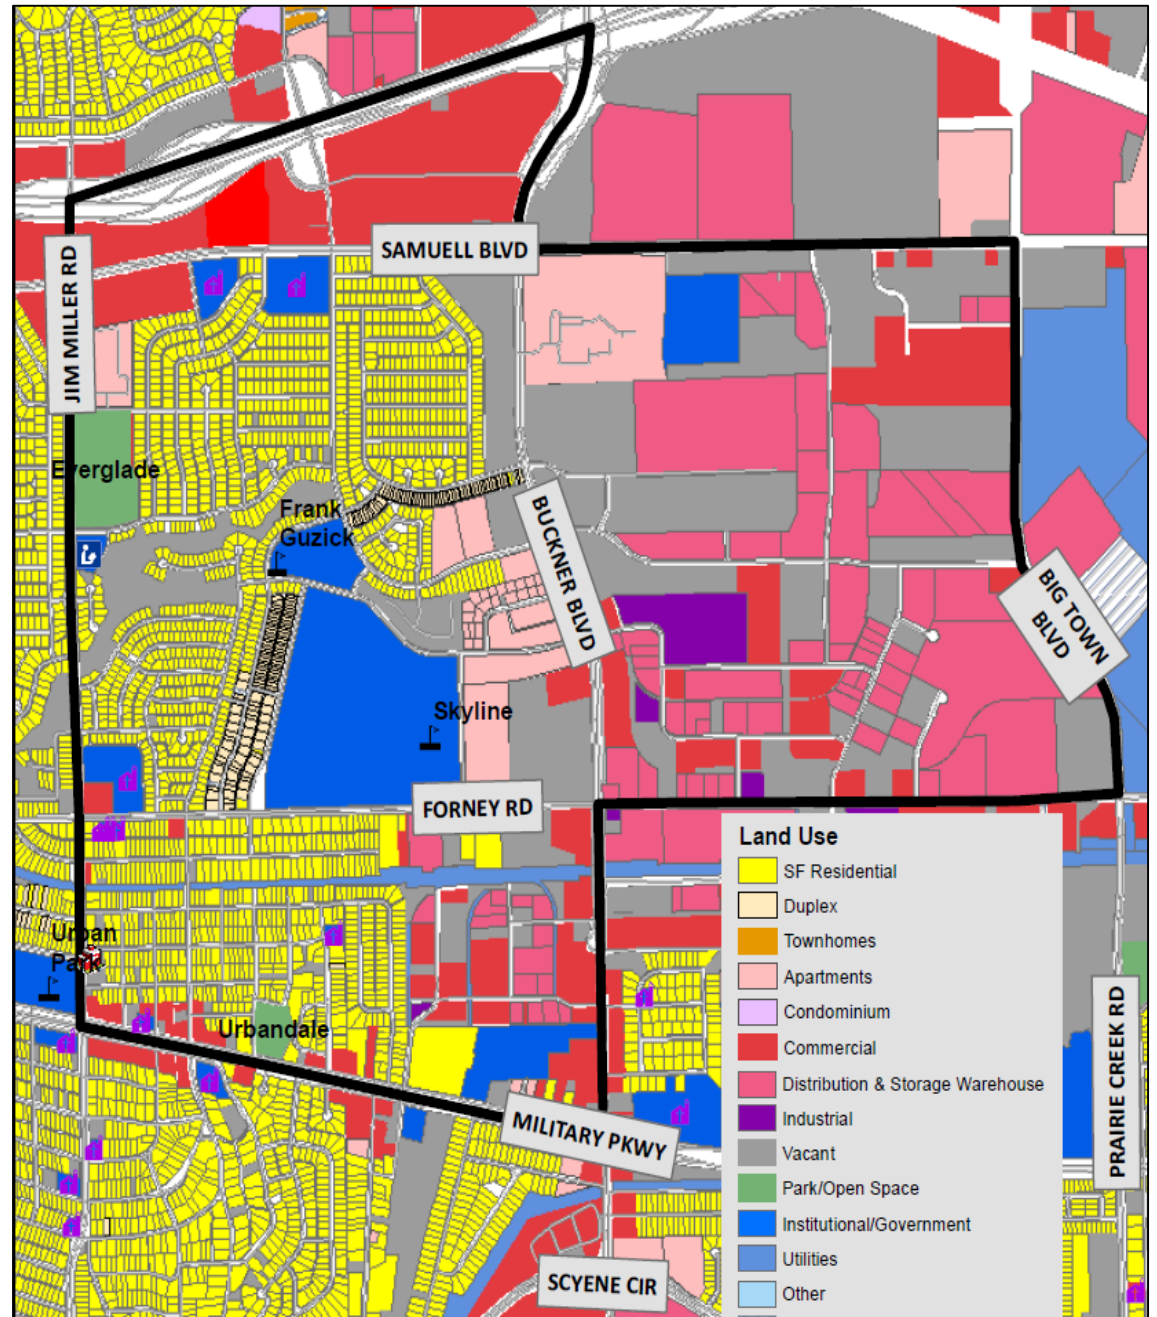 SAMUELL BLVD
JIM MILLER RD
Everglade
Frank
Guzick
BUCKNER BLVD
BIG TOWN
BLVD
Skyline
FORNEY RD
Land Use
SF Residential
Duplex
Townhomes
Apartments
Condominium
Commercial
Distribution & Storage Warehouse
Industrial
Vacant
Park/Open Space
Institutional/Government
Utilities
Other
Urban
Park
Urbandale
MILITARY PKWY
PRAIRIE CREEK RD
SCYENE CIR